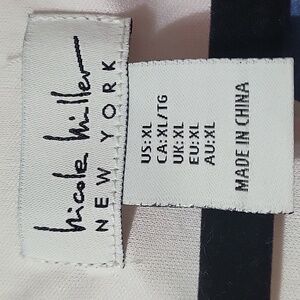 nicole miller
NEW YORK
US:XL
CA:XL/TG
UK:XL
EU:XL
AU:XL
MADE IN CHINA